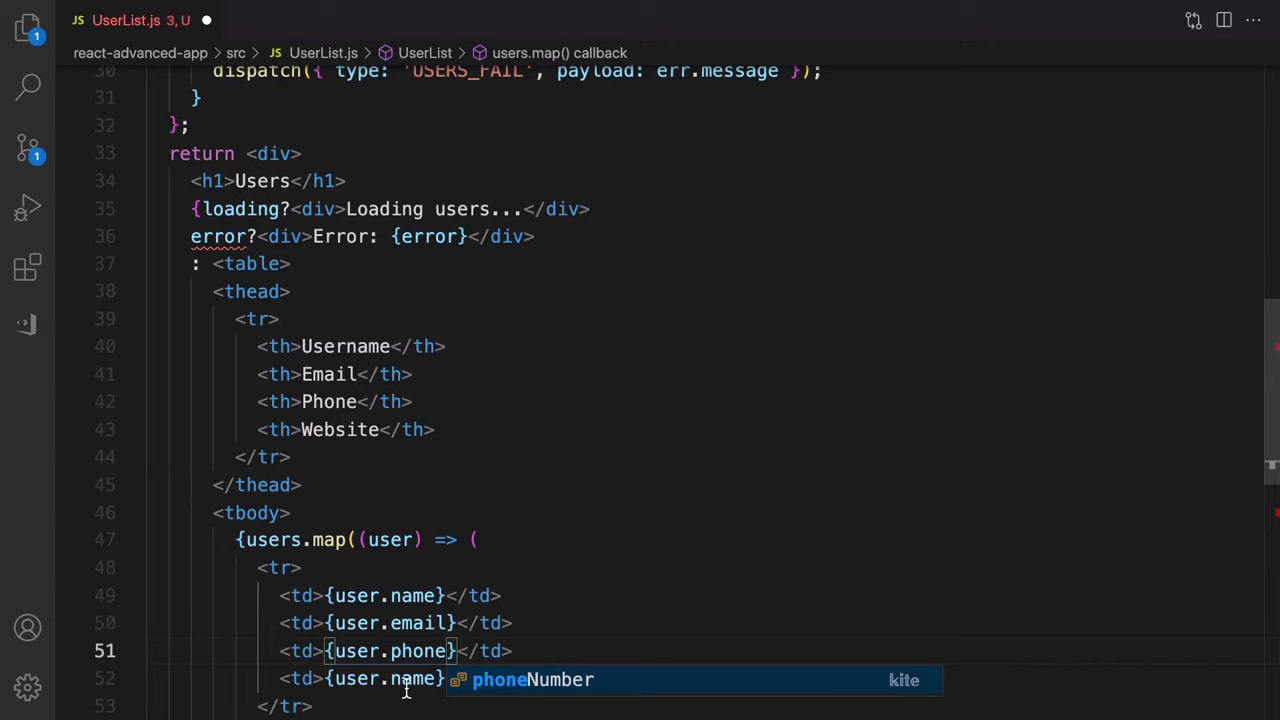 JS UserList.js 3, U
1
react-advanced-app > src > JS UserList.js > UserList > users.map() callback
30 dispatch({ type: 'USERS_FAIL', payload: err.message });
31 }
32 };
33 return <div>
34 <h1>Users</h1>
35 {loading?<div>Loading users...</div>
36 error?<div>Error: {error}</div>
37 : <table>
38 <thead>
39 <tr>
40 <th>Username</th>
41 <th>Email</th>
42 <th>Phone</th>
43 <th>Website</th>
44 </tr>
45 </thead>
46 <tbody>
47 {users.map((user) => (
48 <tr>
49 <td>{user.name}</td>
50 <td>{user.email}</td>
51 <td>{user.phone}</td>
52 <td>{user.name}
phoneNumber kite
53 </tr>
1